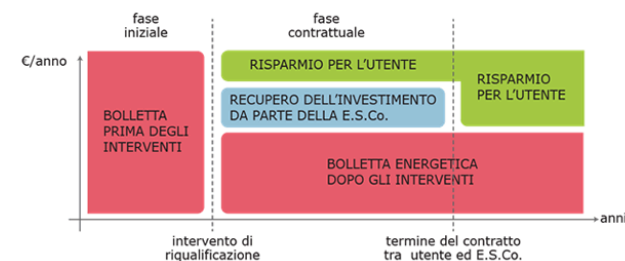 fase
iniziale
fase
contrattuale
€/anno
RISPARMIO PER L'UTENTE
RISPARMIO
PER L'UTENTE
RECUPERO DELL'INVESTIMENTO
DA PARTE DELLA E.S.Co.
BOLLETTA
PRIMA DEGLI
INTERVENTI
BOLLETTA ENERGETICA
DOPO GLI INTERVENTI
anni
intervento di
riqualificazione
termine del contratto
tra utente ed E.S.Co.